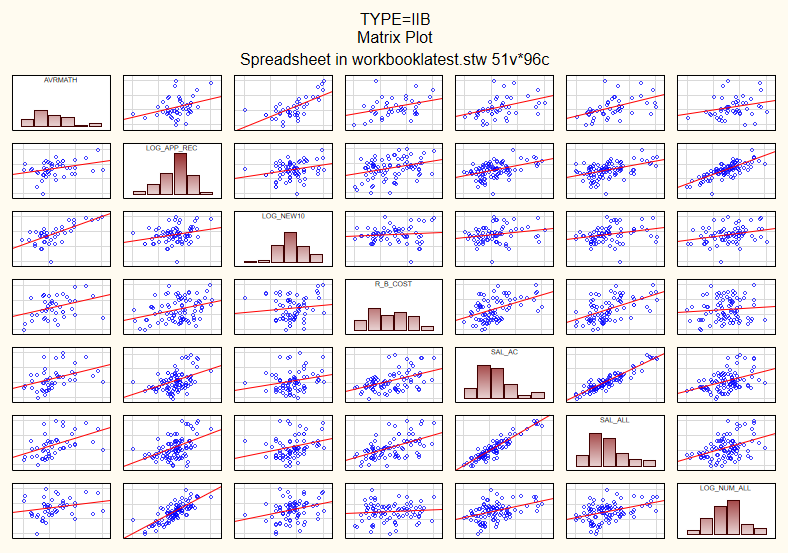 TYPE=IIB
Matrix Plot
Spreadsheet in workbooklatest.stw 51v*96c
AVRMATH
LOG_APP_REC
LOG_NEW10
R_B_COST
SAL_AC
SAL_ALL
LOG_NUM_ALL